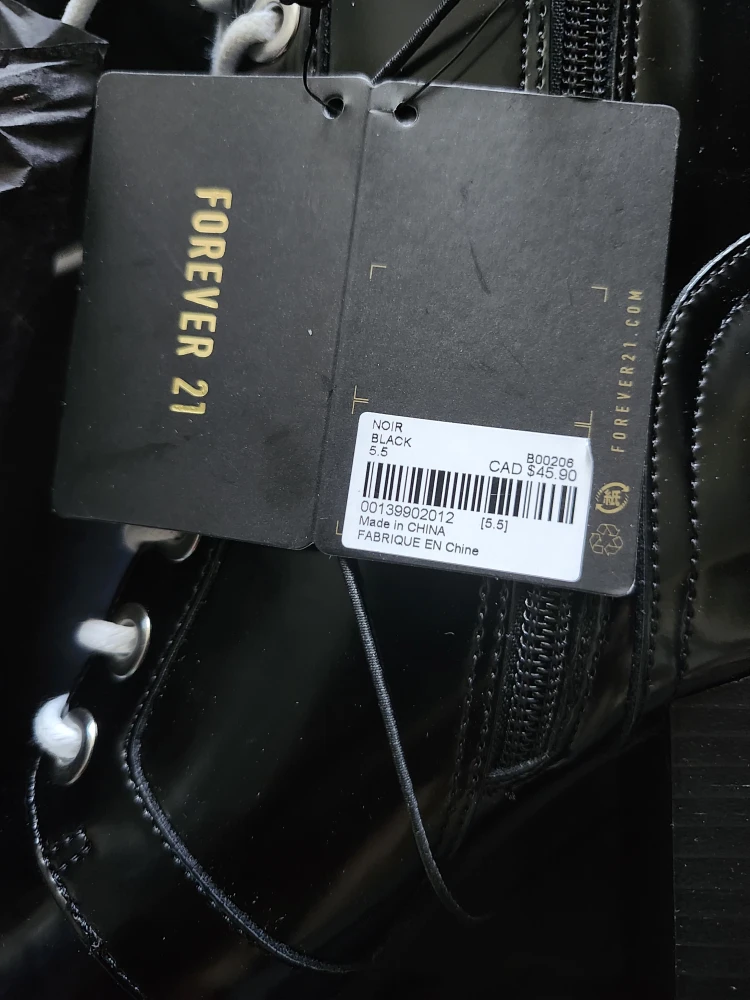 FOREVER 21
FOREVER21.COM
NOIR
BLACK
5.5
B00206
CAD $45.90
00139902012 [5.5]
Made in CHINA
FABRIQUE EN Chine
紙